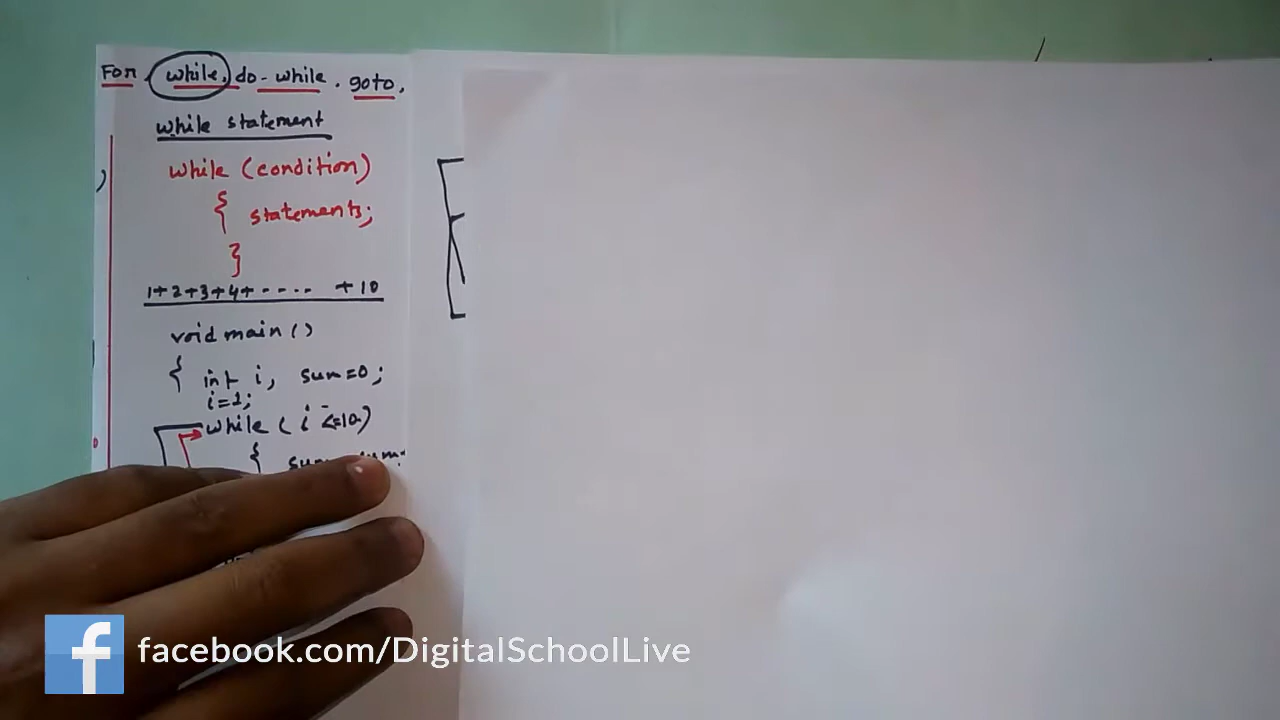 For, while, do-while. goto,
while statement
while (condition)
{ statements;
}
1+2+3+4+----  +10
void main ()
{ int i, sum=0;
i=1;
while ( i <=10)
{
facebook.com/DigitalSchoolLive